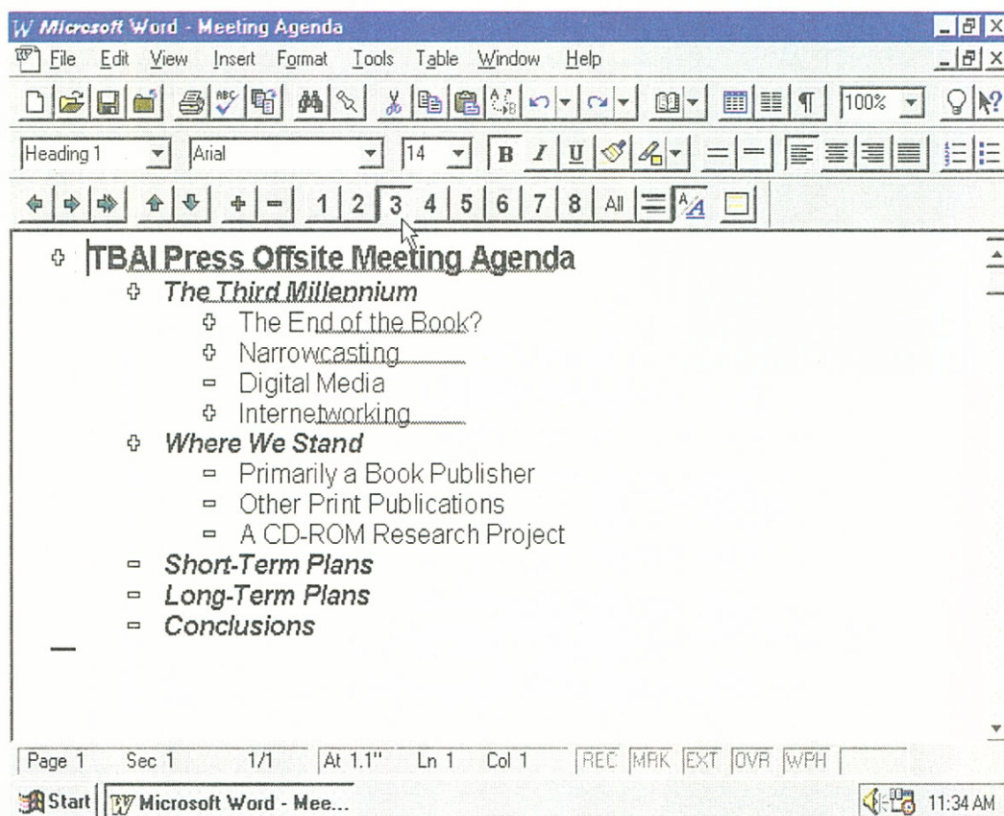 Microsoft Word - Meeting Agenda
File Edit View Insert Format Tools Table Window Help
ABC 100% ?
Heading 1 Arial 14 B I U
1 2 3 4 5 6 7 8 All A A
TBAI Press Offsite Meeting Agenda
The Third Millennium
The End of the Book?
Narrowcasting
Digital Media
Internetworking
Where We Stand
Primarily a Book Publisher
Other Print Publications
A CD-ROM Research Project
Short-Term Plans
Long-Term Plans
Conclusions
Page 1 Sec 1 1/1 At 1.1" Ln 1 Col 1 REC MRK EXT OVR WPH
Start Microsoft Word - Mee... 11:34 AM